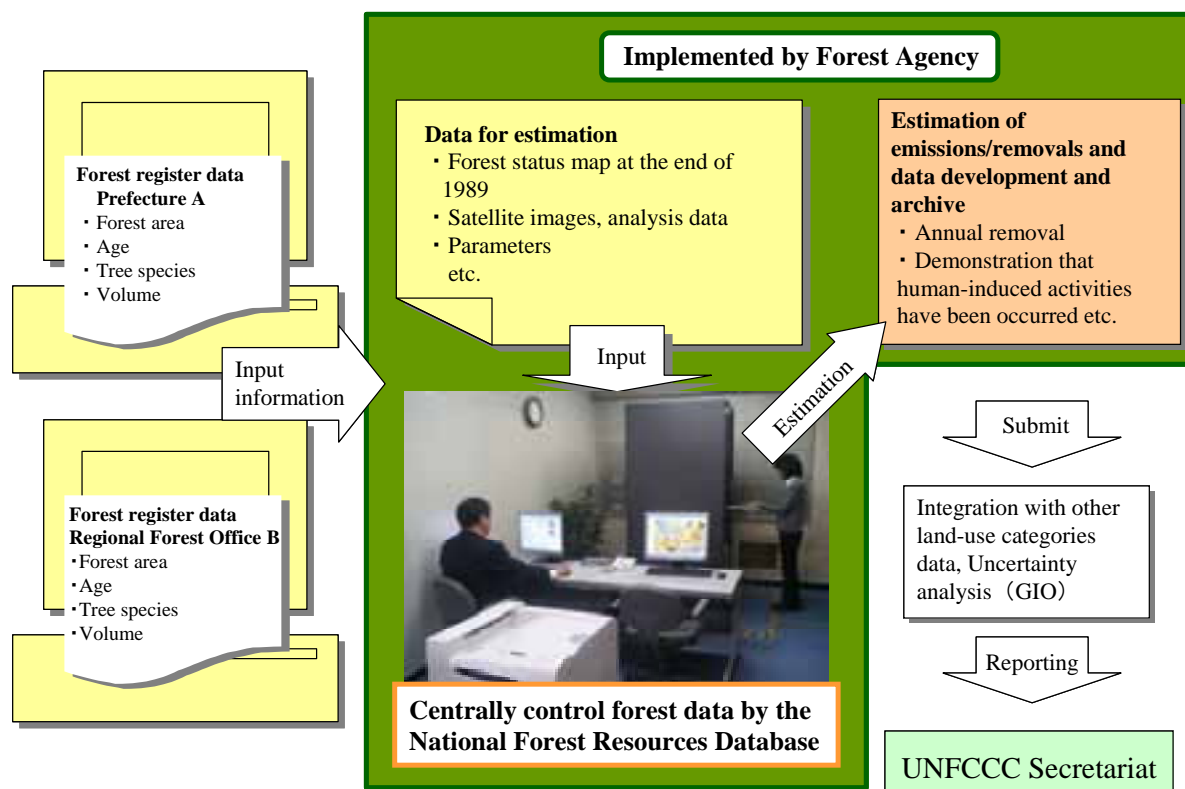 Implemented by Forest Agency
Forest register data
Prefecture A
・Forest area
・Age
・Tree species
・Volume
Forest register data
Regional Forest Office B
・Forest area
・Age
・Tree species
・Volume
Input
information
Data for estimation
・Forest status map at the end of
1989
・Satellite images, analysis data
・Parameters
etc.
Input
Centrally control forest data by the
National Forest Resources Database
Estimation
Estimation of
emissions/removals and
data development and
archive
・Annual removal
・Demonstration that
human-induced activities
have been occurred etc.
Submit
Integration with other
land-use categories
data, Uncertainty
analysis（GIO）
Reporting
UNFCCC Secretariat